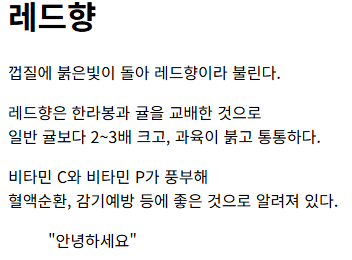 레드향
껍질에 붉은빛이 돌아 레드향이라 불린다.
레드향은 한라봉과 귤을 교배한 것으로
일반 귤보다 2~3배 크고, 과육이 붉고 통통하다.
비타민 C와 비타민 P가 풍부해
혈액순환, 감기예방 등에 좋은 것으로 알려져 있다.
"안녕하세요"